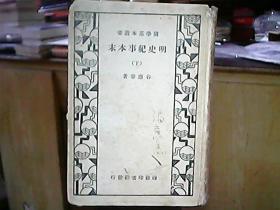 國學基本叢書
明史紀事本末
(下)
谷應泰著
商務印書館發行